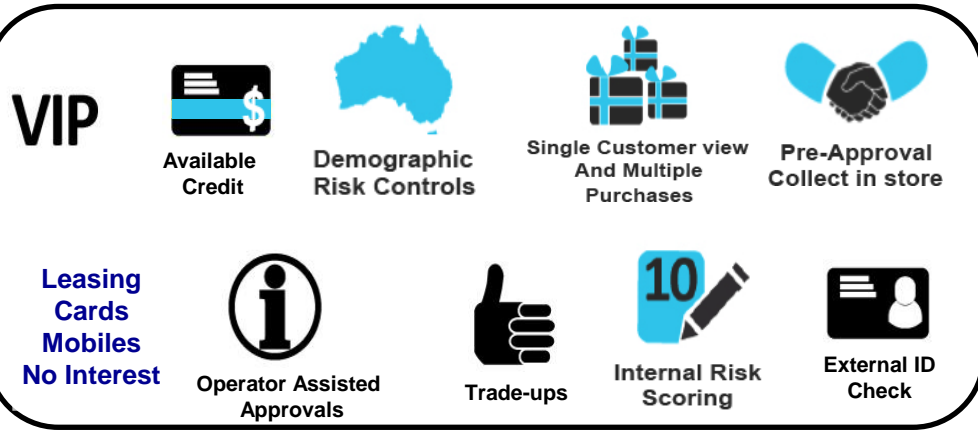 VIP
$
Available
Credit
Demographic
Risk Controls
Single Customer view
And Multiple
Purchases
Pre-Approval
Collect in store
Leasing
Cards
Mobiles
No Interest
i
Operator Assisted
Approvals
Trade-ups
10
Internal Risk
Scoring
External ID
Check